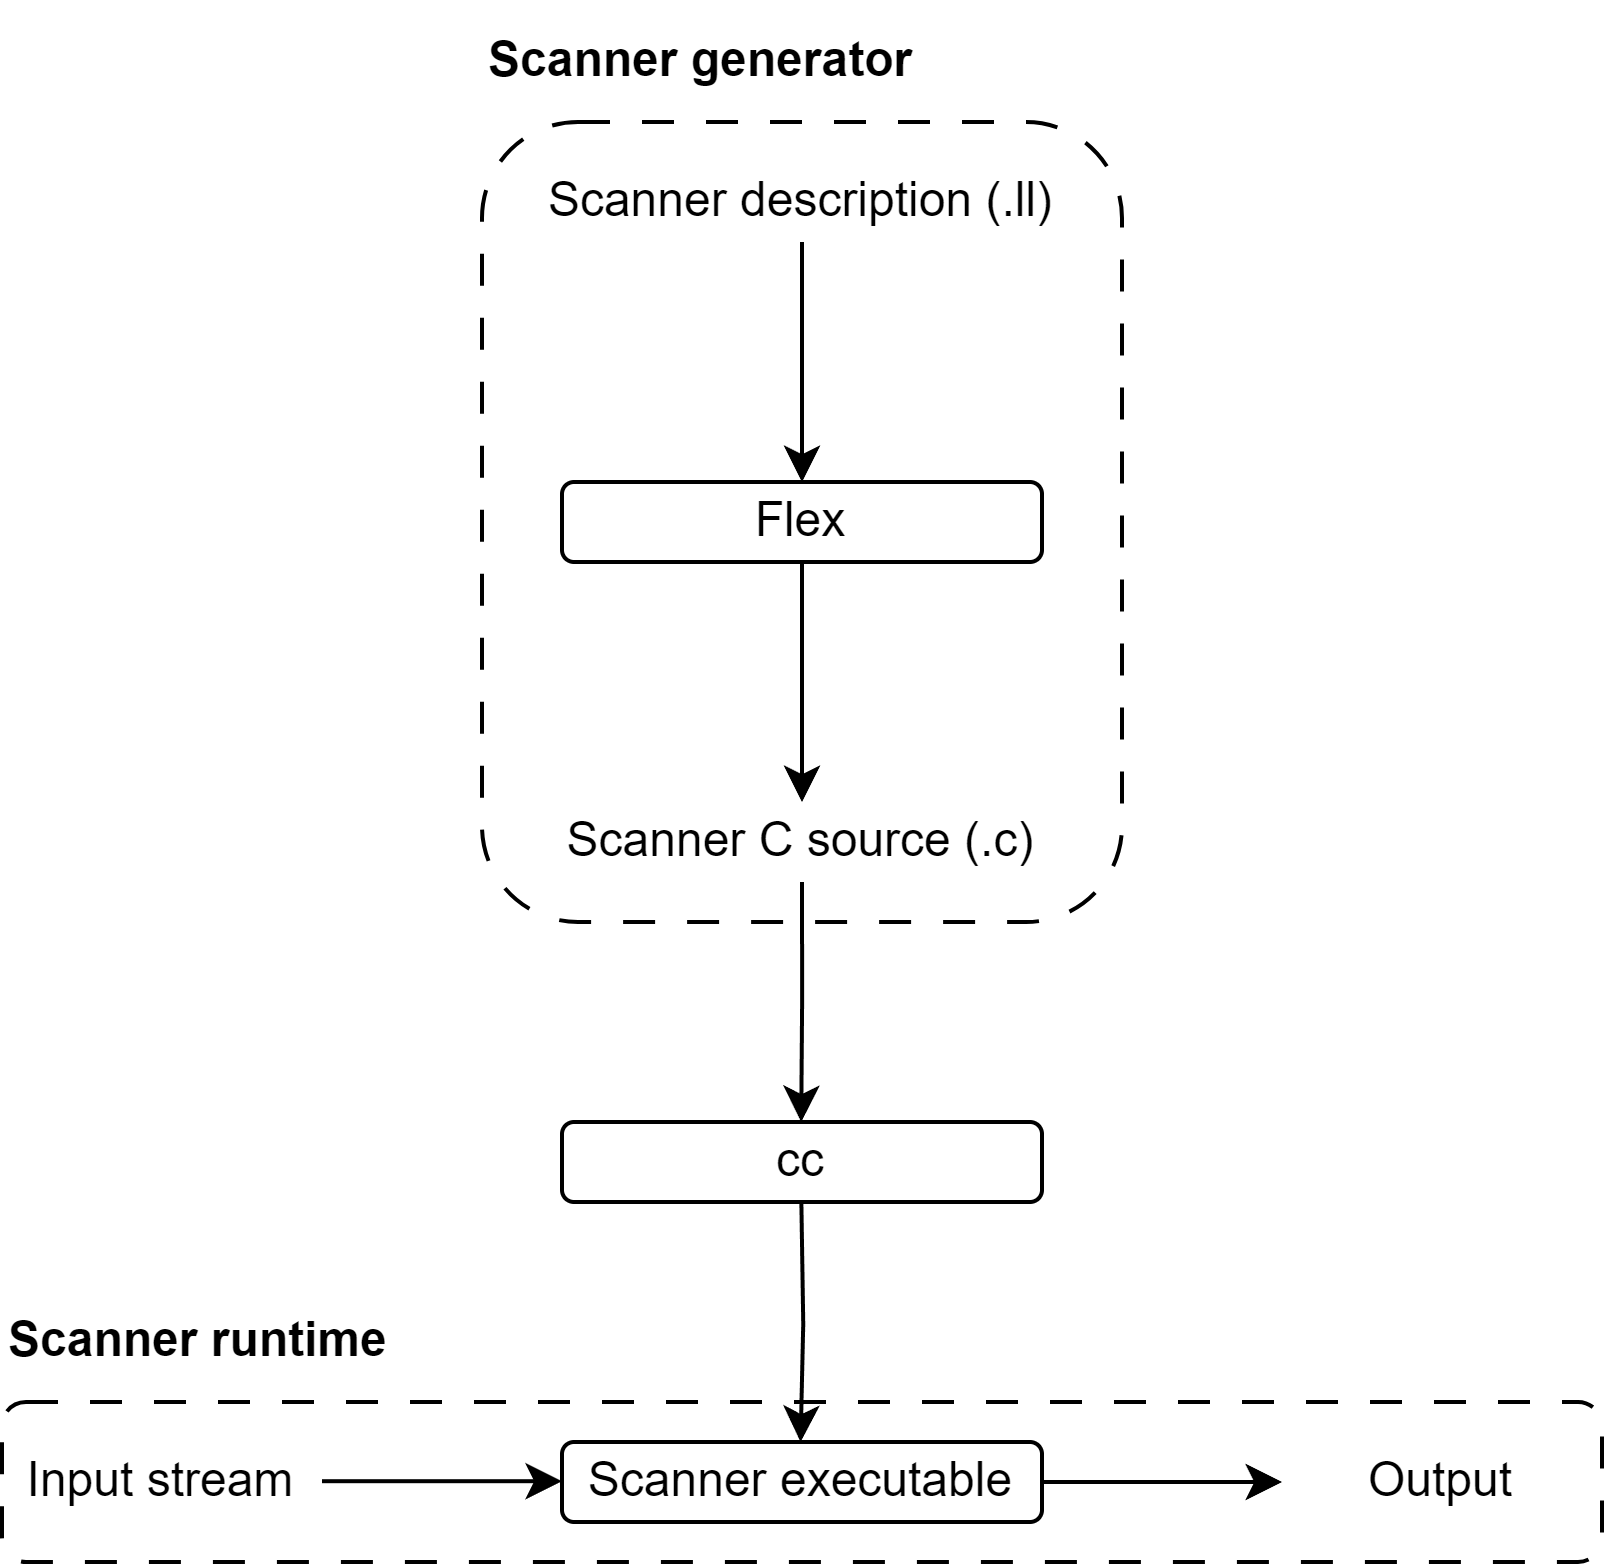 Scanner generator
Scanner description (.ll)
Flex
Scanner C source (.c)
cc
Scanner runtime
Input stream
Scanner executable
Output